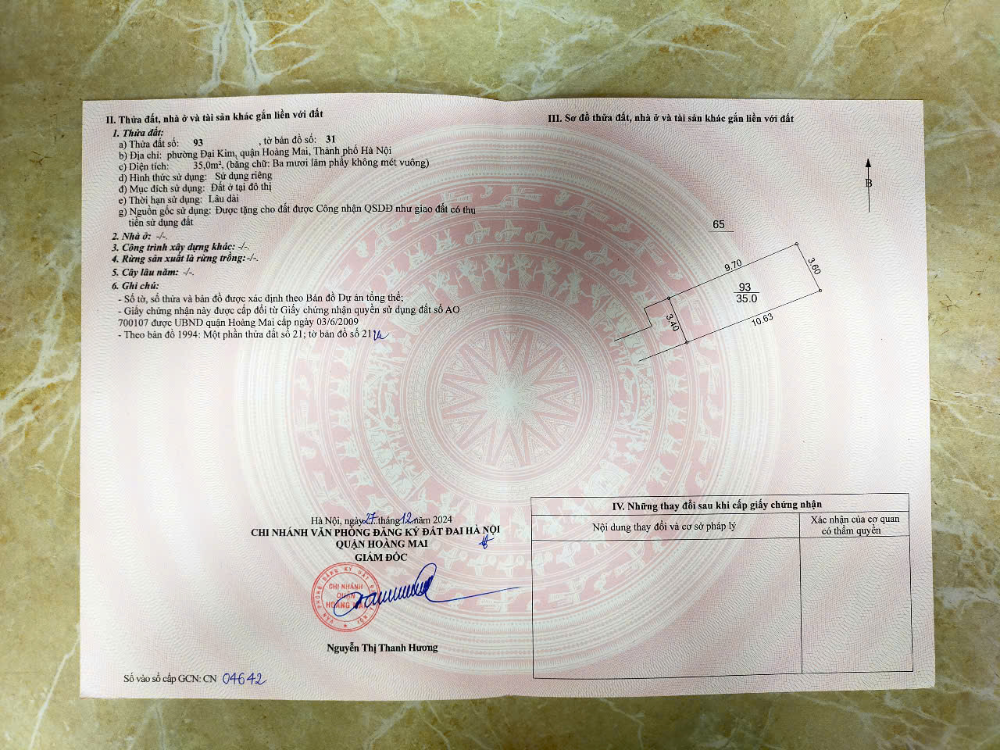 II. Thửa đất, nhà ở và tài sản khác gắn liền với đất
1. Thửa đất:
a) Thửa đất số: 93 , tờ bản đồ số: 31
b) Địa chỉ: phường Đại Kim, quận Hoàng Mai, Thành phố Hà Nội
c) Diện tích: 35,0m², (bằng chữ: Ba mươi lăm phẩy không mét vuông)
d) Hình thức sử dụng: Sử dụng riêng
đ) Mục đích sử dụng: Đất ở tại đô thị
e) Thời hạn sử dụng: Lâu dài
g) Nguồn gốc sử dụng: Được tặng cho đất được Công nhận QSDĐ như giao đất có thu
tiền sử dụng đất
2. Nhà ở: -/-.
3. Công trình xây dựng khác: -/-.
4. Rừng sản xuất là rừng trồng:-/-.
5. Cây lâu năm: -/-.
6. Ghi chú:
- Số tờ, số thửa và bản đồ được xác định theo Bản đồ Dự án tổng thể;
- Giấy chứng nhận này được cấp đổi từ Giấy chứng nhận quyền sử dụng đất số AO
700107 được UBND quận Hoàng Mai cấp ngày 03/6/2009
- Theo bản đồ 1994: Một phần thửa đất số 21; tờ bản đồ số 21
Hà Nội, ngày 27 tháng 12 năm 2024
CHI NHÁNH VĂN PHÒNG ĐĂNG KÝ ĐẤT ĐAI HÀ NỘI
QUẬN HOÀNG MAI
GIÁM ĐỐC
CHI NHÁNH
QUẬN
HOÀNG MAI
Nguyễn Thị Thanh Hương
Số vào sổ cấp GCN: CN 04642
III. Sơ đồ thửa đất, nhà ở và tài sản khác gắn liền với đất
B
65
9.70
3.60
93
35.0
3.40
10.63
IV. Những thay đổi sau khi cấp giấy chứng nhận
Nội dung thay đổi và cơ sở pháp lý
Xác nhận của cơ quan
có thẩm quyền